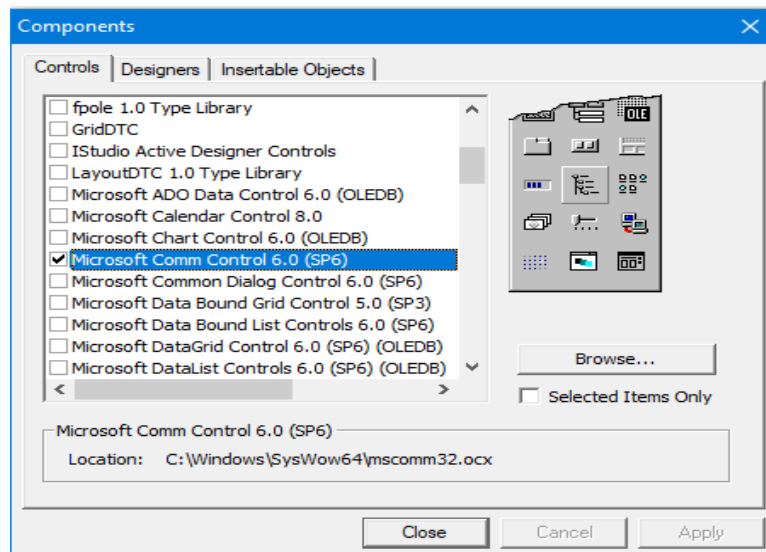 Components
Controls Designers Insertable Objects
fpole 1.0 Type Library
GridDTC
IStudio Active Designer Controls
LayoutDTC 1.0 Type Library
Microsoft ADO Data Control 6.0 (OLEDB)
Microsoft Calendar Control 8.0
Microsoft Chart Control 6.0 (OLEDB)
Microsoft Comm Control 6.0 (SP6)
Microsoft Common Dialog Control 6.0 (SP6)
Microsoft Data Bound Grid Control 5.0 (SP3)
Microsoft Data Bound List Controls 6.0 (SP6)
Microsoft DataGrid Control 6.0 (SP6) (OLEDB)
Microsoft DataList Controls 6.0 (SP6) (OLEDB)
OLE
Browse...
Selected Items Only
Microsoft Comm Control 6.0 (SP6)
Location: C:\Windows\SysWow64\mscomm32.ocx
Close Cancel Apply